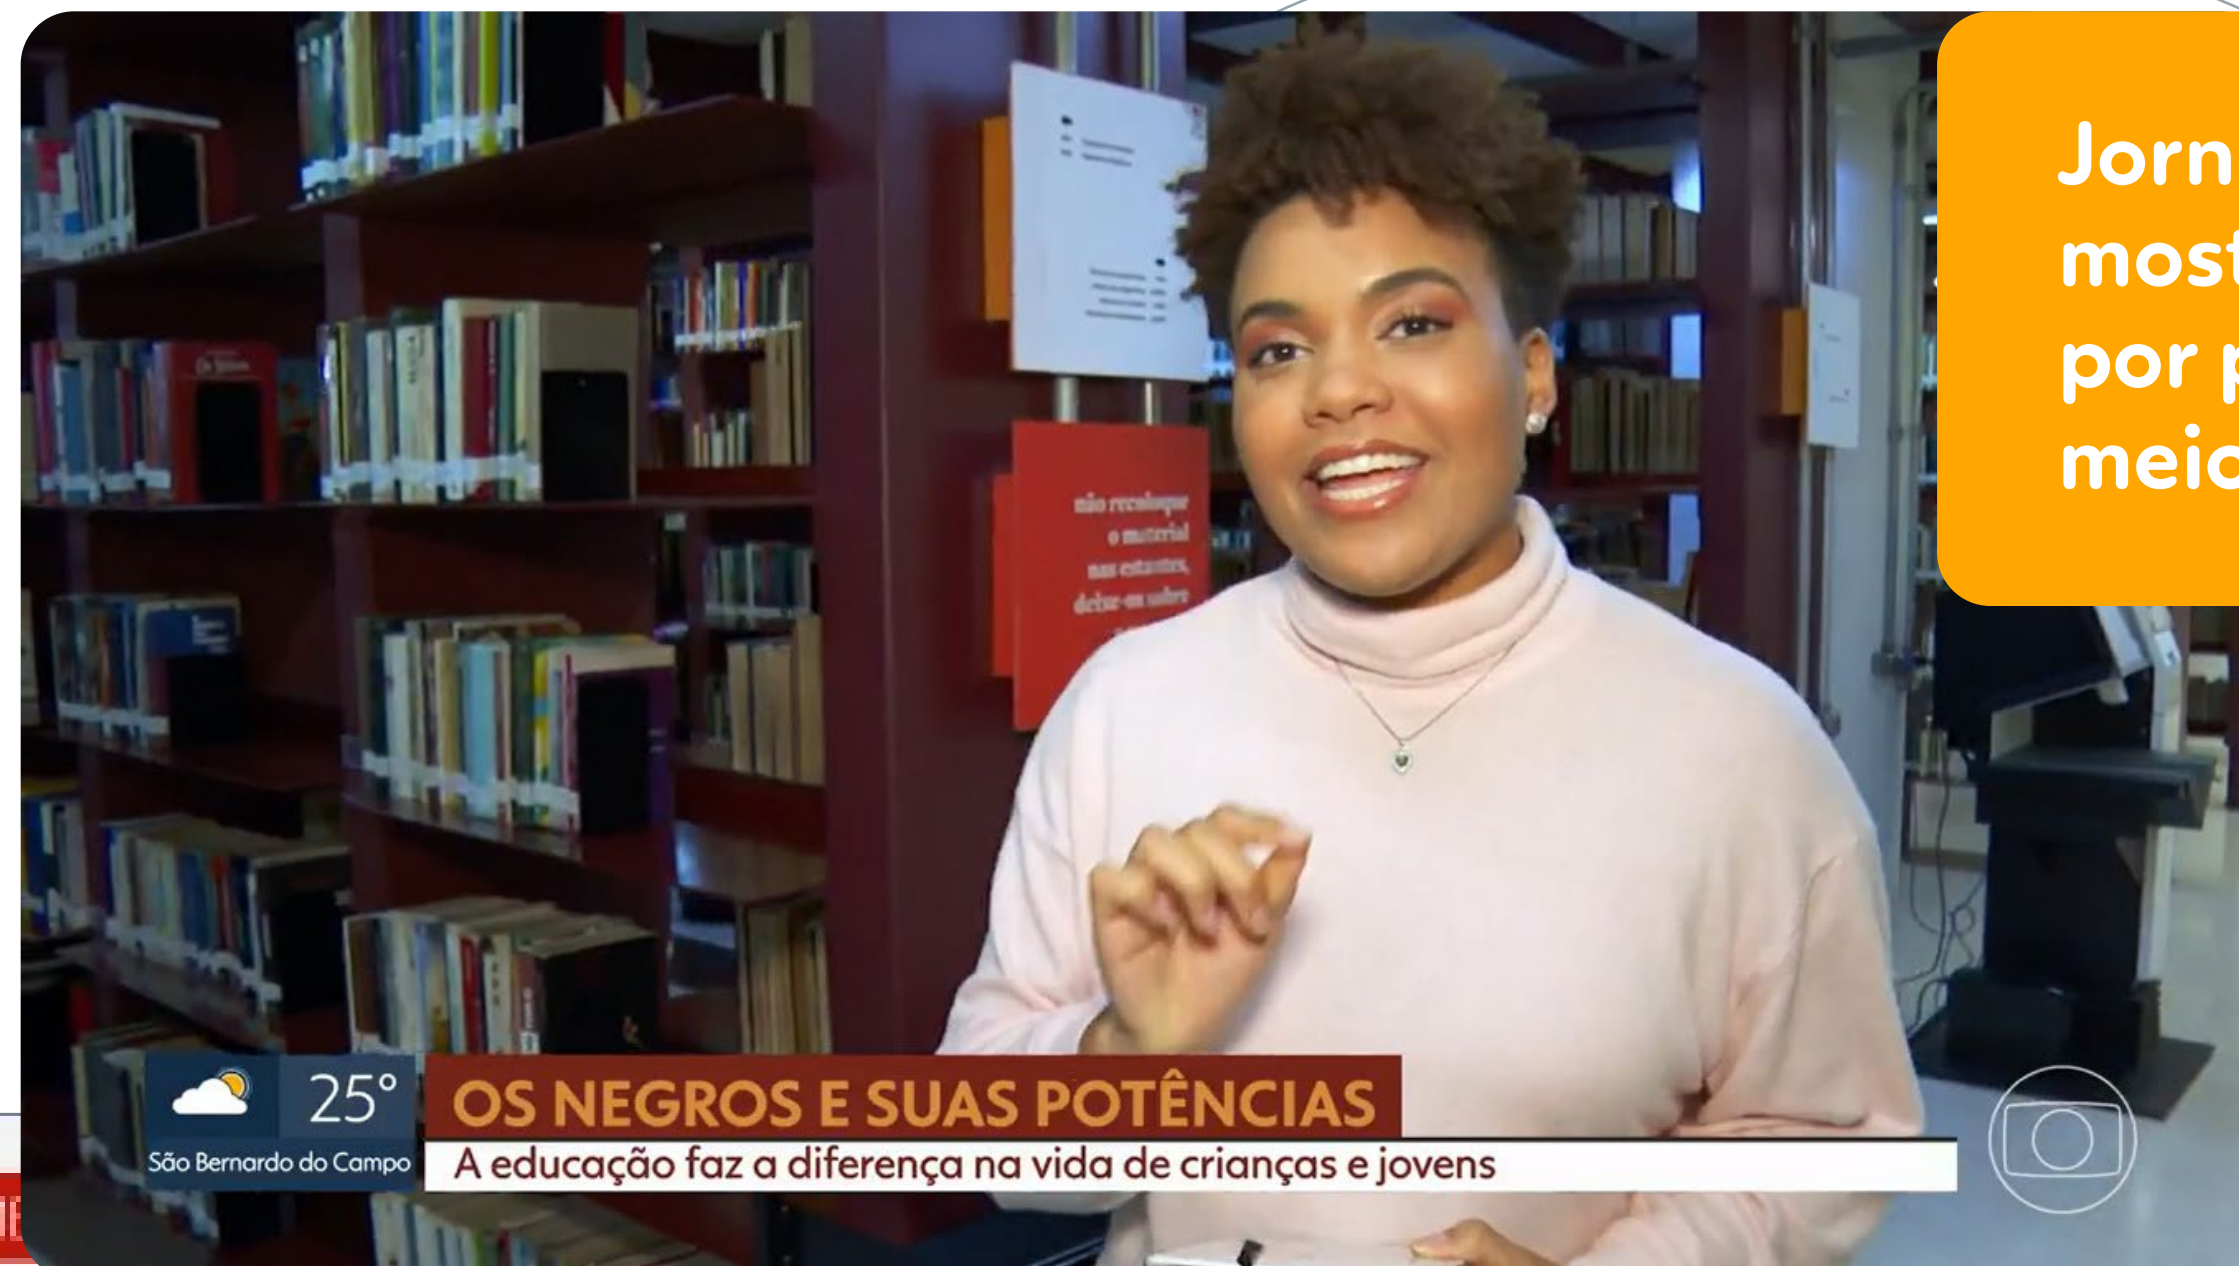 Jorn
most
por p
meio
não recoloque
o material
nas estantes,
deixe-os sobre
25°
OS NEGROS E SUAS POTÊNCIAS
São Bernardo do Campo
A educação faz a diferença na vida de crianças e jovens